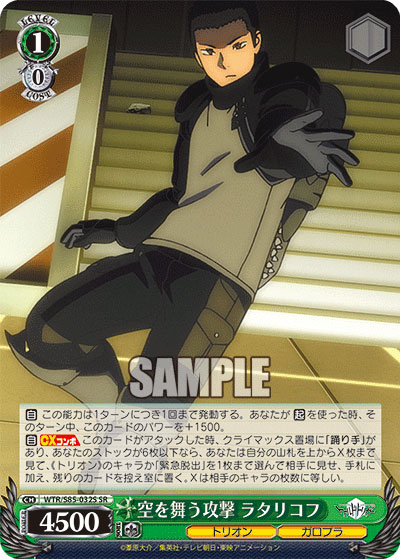 LEVEL
1
0
COST
SAMPLE
自 この能力は1ターンにつき1回まで発動する。あなたが 起 を使った時、そ
のターン中、このカードのパワーを+1500。
自 CXコンボ このカードがアタックした時、クライマックス置場に「踊り手」が
あり、あなたのストックが6枚以下なら、あなたは自分の山札を上からX枚まで
見て、《トリオン》のキャラか「緊急脱出」を1枚まで選んで相手に見せ、手札に
加え、残りのカードを控え室に置く。Xは相手のキャラの枚数に等しい。
CH WTR/S85-032S SR
空を舞う攻撃 ラタリコフ
4500
トリオン
ガロプラ
©葦原大介/集英社・テレビ朝日・東映アニメーション